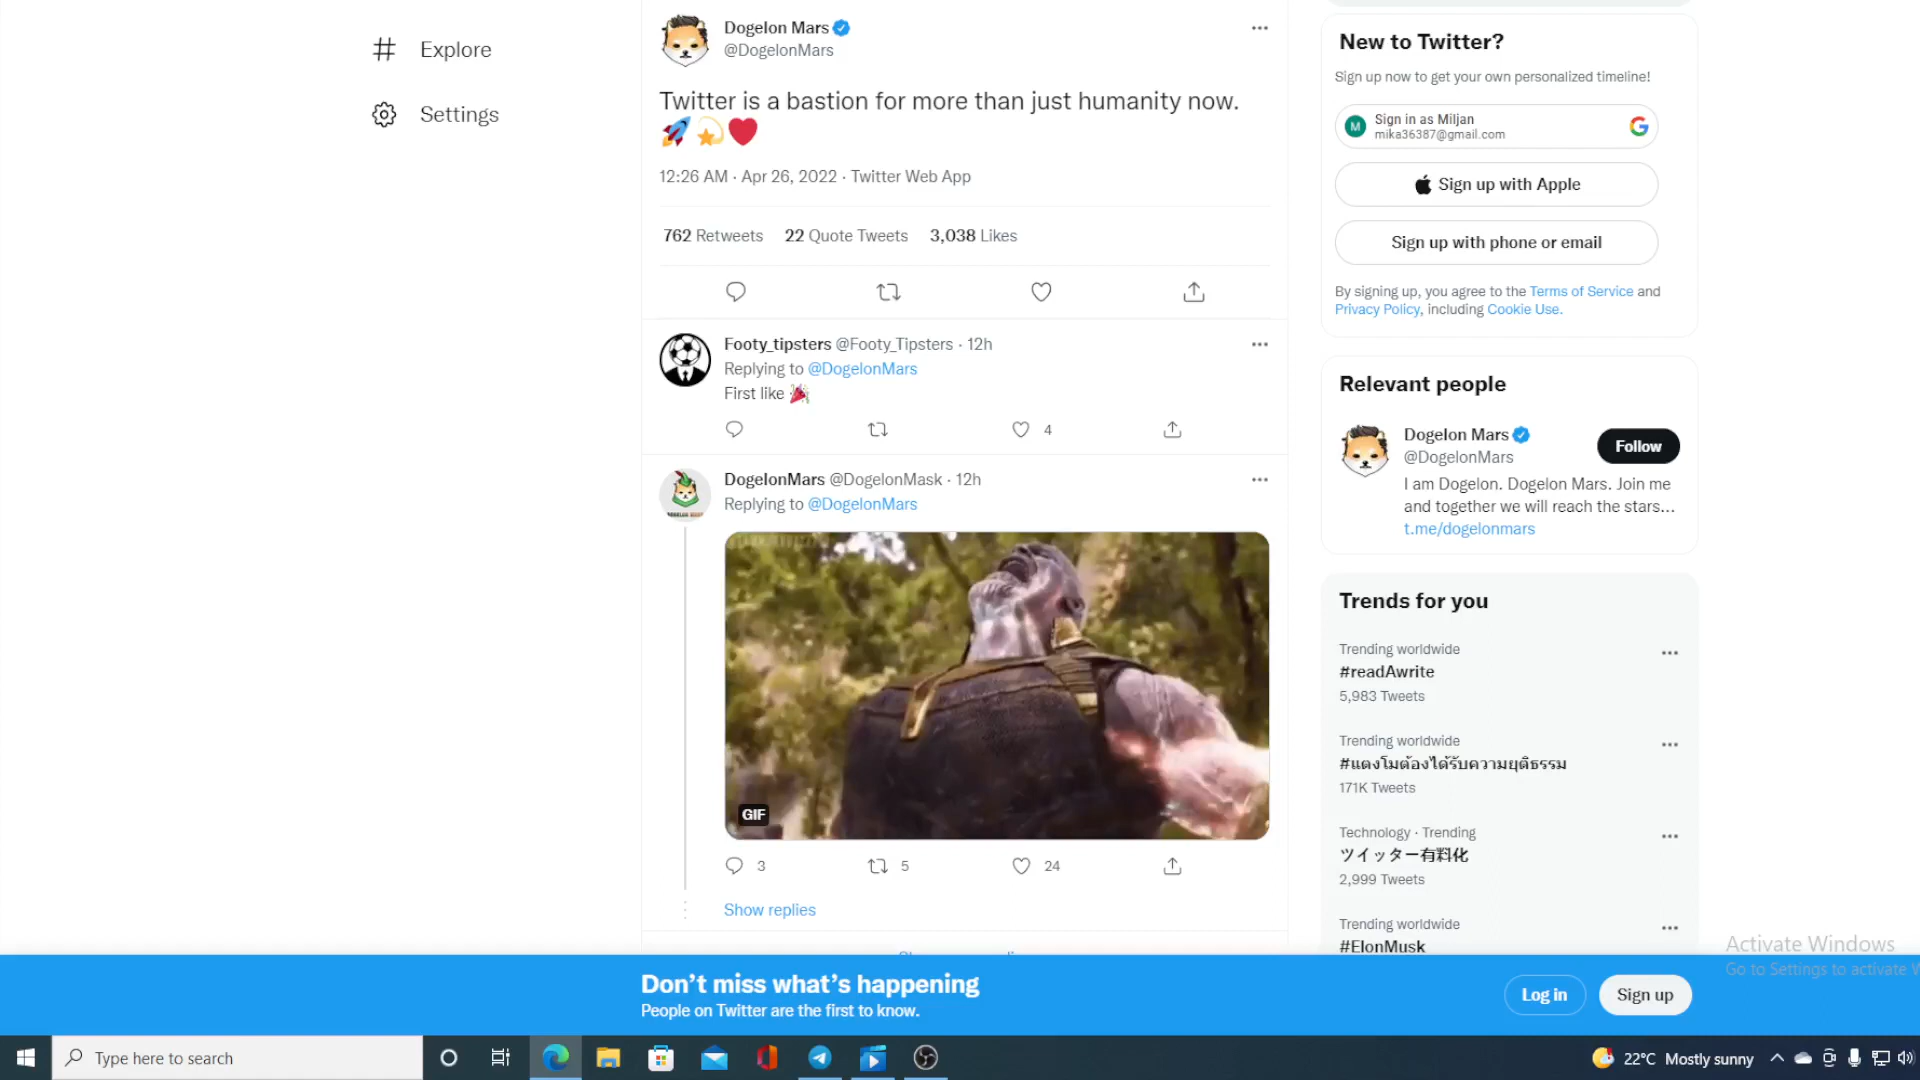 Explore
Settings
Dogelon Mars
@DogelonMars
Twitter is a bastion for more than just humanity now.
🚀💫❤️
12:26 AM · Apr 26, 2022 · Twitter Web App
762 Retweets 22 Quote Tweets 3,038 Likes
Footy_tipsters @Footy_Tipsters · 12h
Replying to @DogelonMars
First like 🎉
4
DogelonMars @DogelonMask · 12h
Replying to @DogelonMars
GIF
3 5 24
Show replies
New to Twitter?
Sign up now to get your own personalized timeline!
M
Sign in as Miljan
mika36387@gmail.com
Sign up with Apple
Sign up with phone or email
By signing up, you agree to the Terms of Service and
Privacy Policy, including Cookie Use.
Relevant people
Dogelon Mars
@DogelonMars
Follow
I am Dogelon. Dogelon Mars. Join me
and together we will reach the stars...
t.me/dogelonmars
Trends for you
Trending worldwide
#readAwrite
5,983 Tweets
Trending worldwide
#แตงโมต้องได้รับความยุติธรรม
171K Tweets
Technology · Trending
ツイッター有料化
2,999 Tweets
Trending worldwide
#ElonMusk
Activate Windows
Go to Settings to activate
Don't miss what's happening
People on Twitter are the first to know.
Log in
Sign up
Type here to search
22°C Mostly sunny